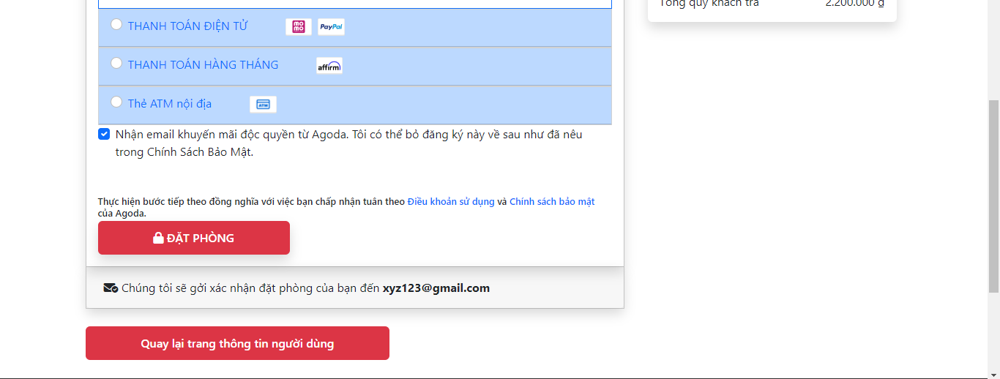 Tổng quý khách trả 2.200.000 ₫
THANH TOÁN ĐIỆN TỬ mo mo PayPal
THANH TOÁN HÀNG THÁNG affirm
Thẻ ATM nội địa ATM
Nhận email khuyến mãi độc quyền từ Agoda. Tôi có thể bỏ đăng ký này về sau như đã nêu
trong Chính Sách Bảo Mật.
Thực hiện bước tiếp theo đồng nghĩa với việc bạn chấp nhận tuân theo Điều khoản sử dụng và Chính sách bảo mật
của Agoda.
ĐẶT PHÒNG
Chúng tôi sẽ gởi xác nhận đặt phòng của bạn đến xyz123@gmail.com
Quay lại trang thông tin người dùng